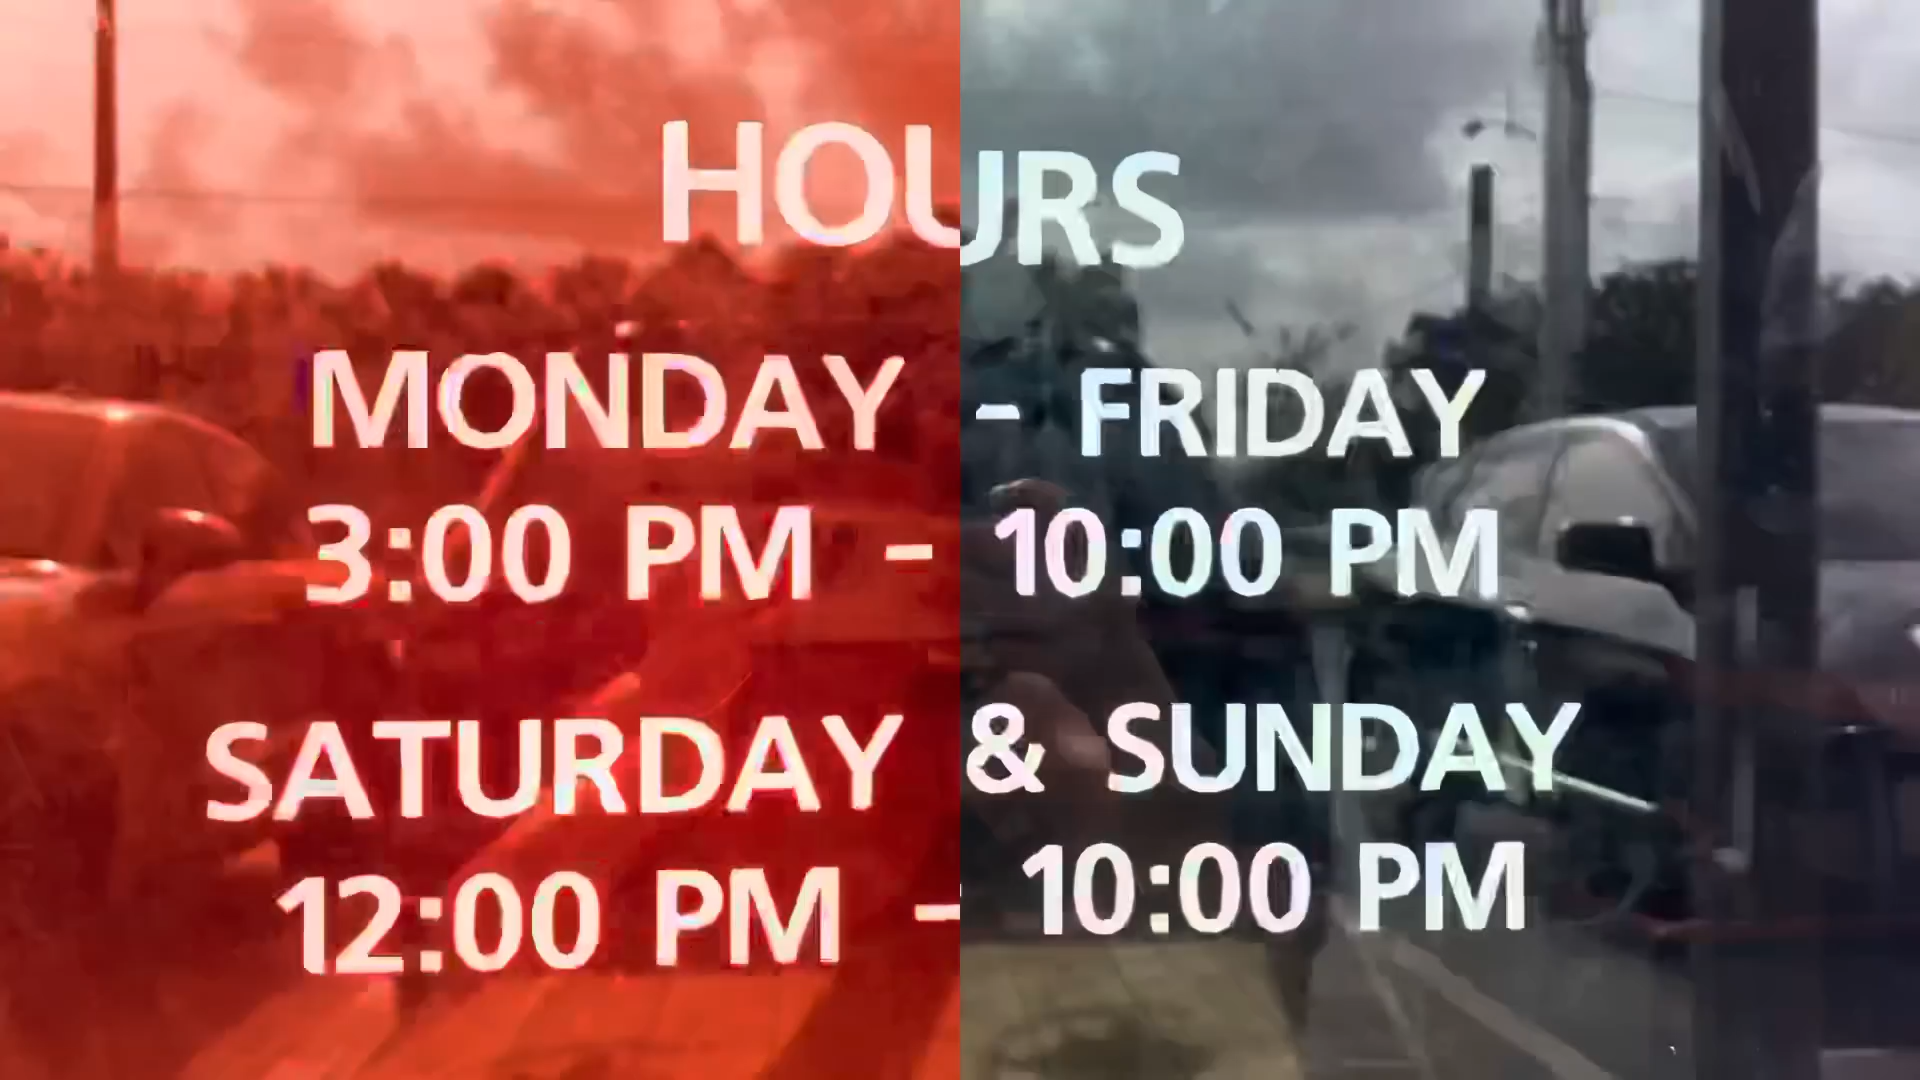 HOURS
MONDAY - FRIDAY
3:00 PM - 10:00 PM
SATURDAY & SUNDAY
12:00 PM - 10:00 PM